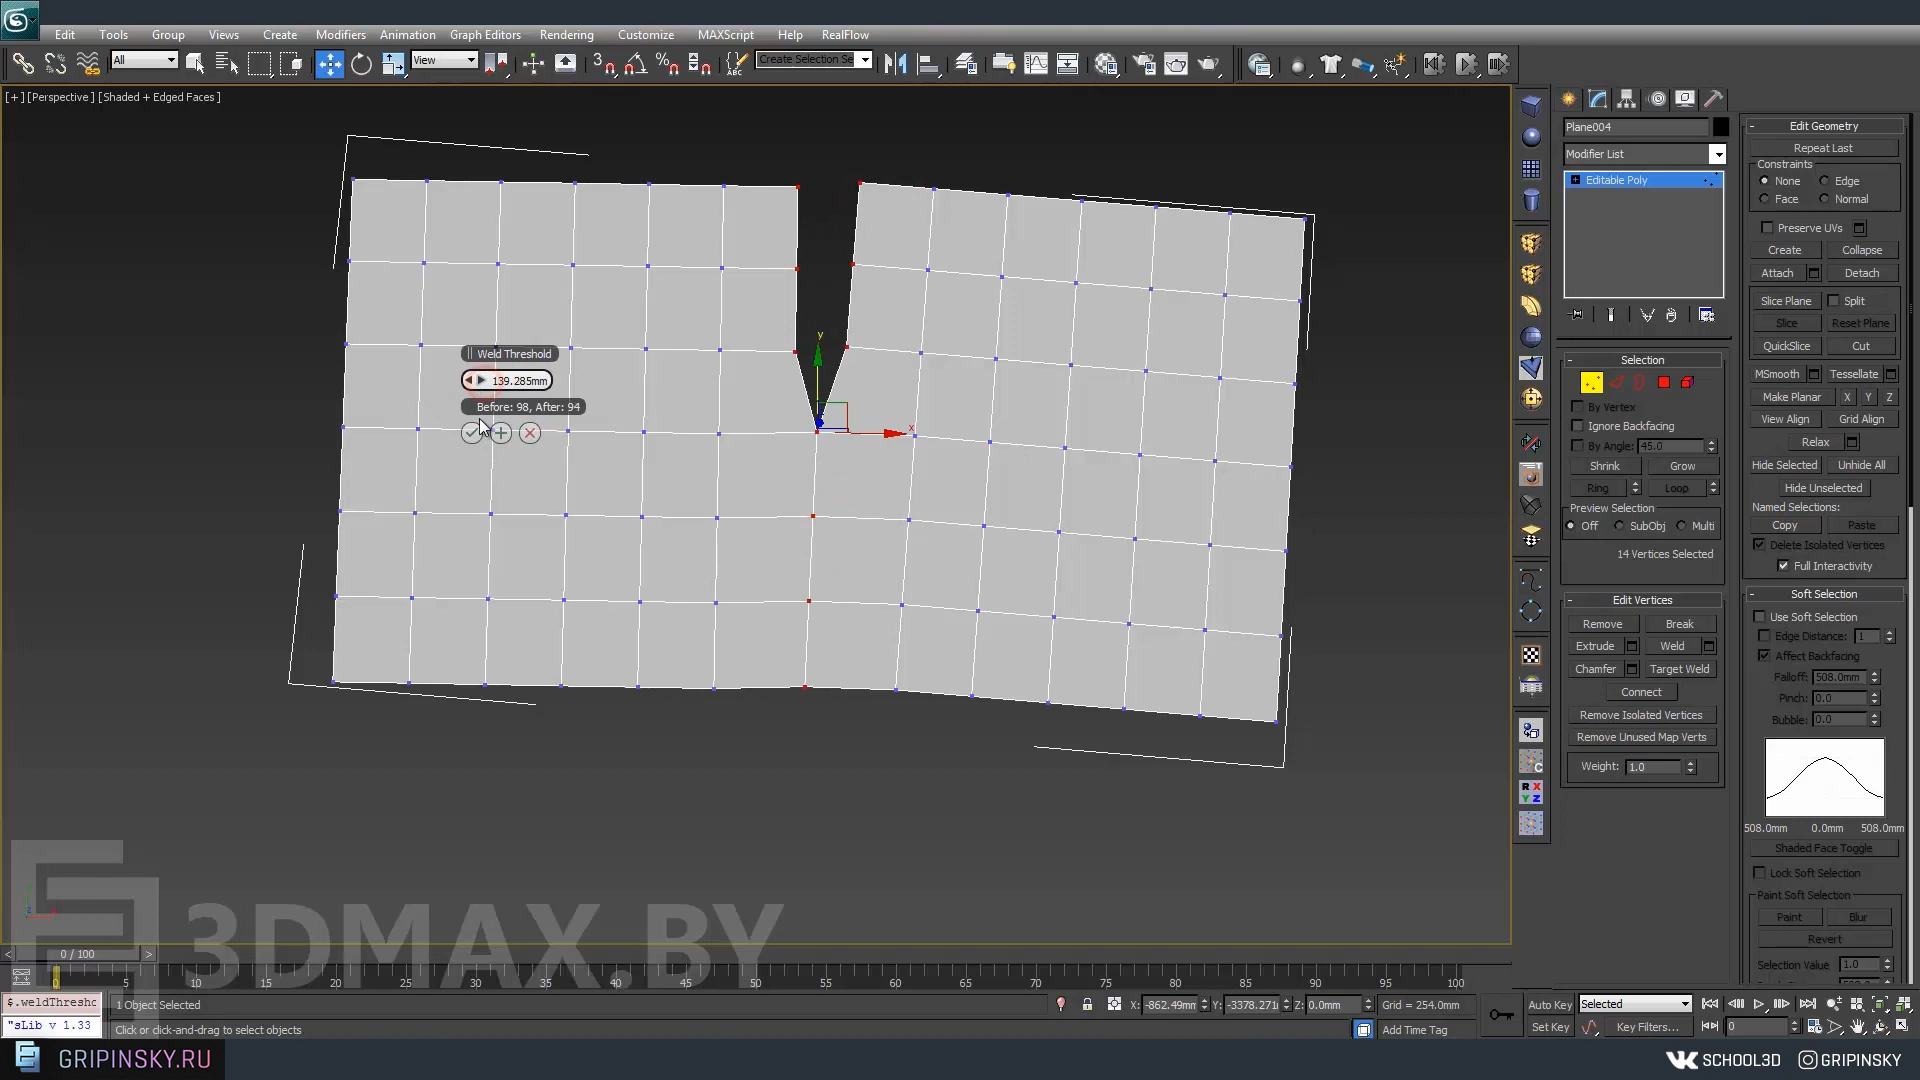 Edit Tools Group Views Create Modifiers Animation Graph Editors Rendering Customize MAXScript Help RealFlow
All
View
Create Selection Se
[+] [Perspective] [Shaded + Edged Faces]
Weld Threshold
139.285mm
Before: 98, After: 94
y
x
Plane004
Modifier List
Editable Poly
Selection
By Vertex
Ignore Backfacing
By Angle: 45.0
Shrink Grow
Ring Loop
Preview Selection
Off SubObj Multi
14 Vertices Selected
Edit Vertices
Remove Break
Extrude Weld
Chamfer Target Weld
Connect
Remove Isolated Vertices
Remove Unused Map Verts
Weight: 1.0
Edit Geometry
Repeat Last
Constraints
None Edge
Face Normal
Preserve UVs
Create Collapse
Attach Detach
Slice Plane Split
Slice Reset Plane
QuickSlice Cut
MSmooth Tessellate
Make Planar X Y Z
View Align Grid Align
Relax
Hide Selected Unhide All
Hide Unselected
Named Selections:
Copy Paste
Delete Isolated Vertices
Full Interactivity
Soft Selection
Use Soft Selection
Edge Distance: 1
Affect Backfacing
Falloff: 508.0mm
Pinch: 0.0
Bubble: 0.0
508.0mm 0.0mm 508.0mm
Shaded Face Toggle
Lock Soft Selection
Paint Soft Selection
Paint Blur
Revert
Selection Value 1.0
3DMAX.BY
< 0 / 100 >
0 5 10 15 20 25 30 35 40 45 50 55 60 65 70 75 80 85 90 95 100
$.weldThresho
"sLib v 1.33
1 Object Selected
Click or click-and-drag to select objects
X: -862.49mm Y: -3378.271 Z: 0.0mm Grid = 254.0mm
Add Time Tag
Auto Key Selected
Set Key Key Filters... 0
GRIPINSKY.RU
SCHOOL3D GRIPINSKY